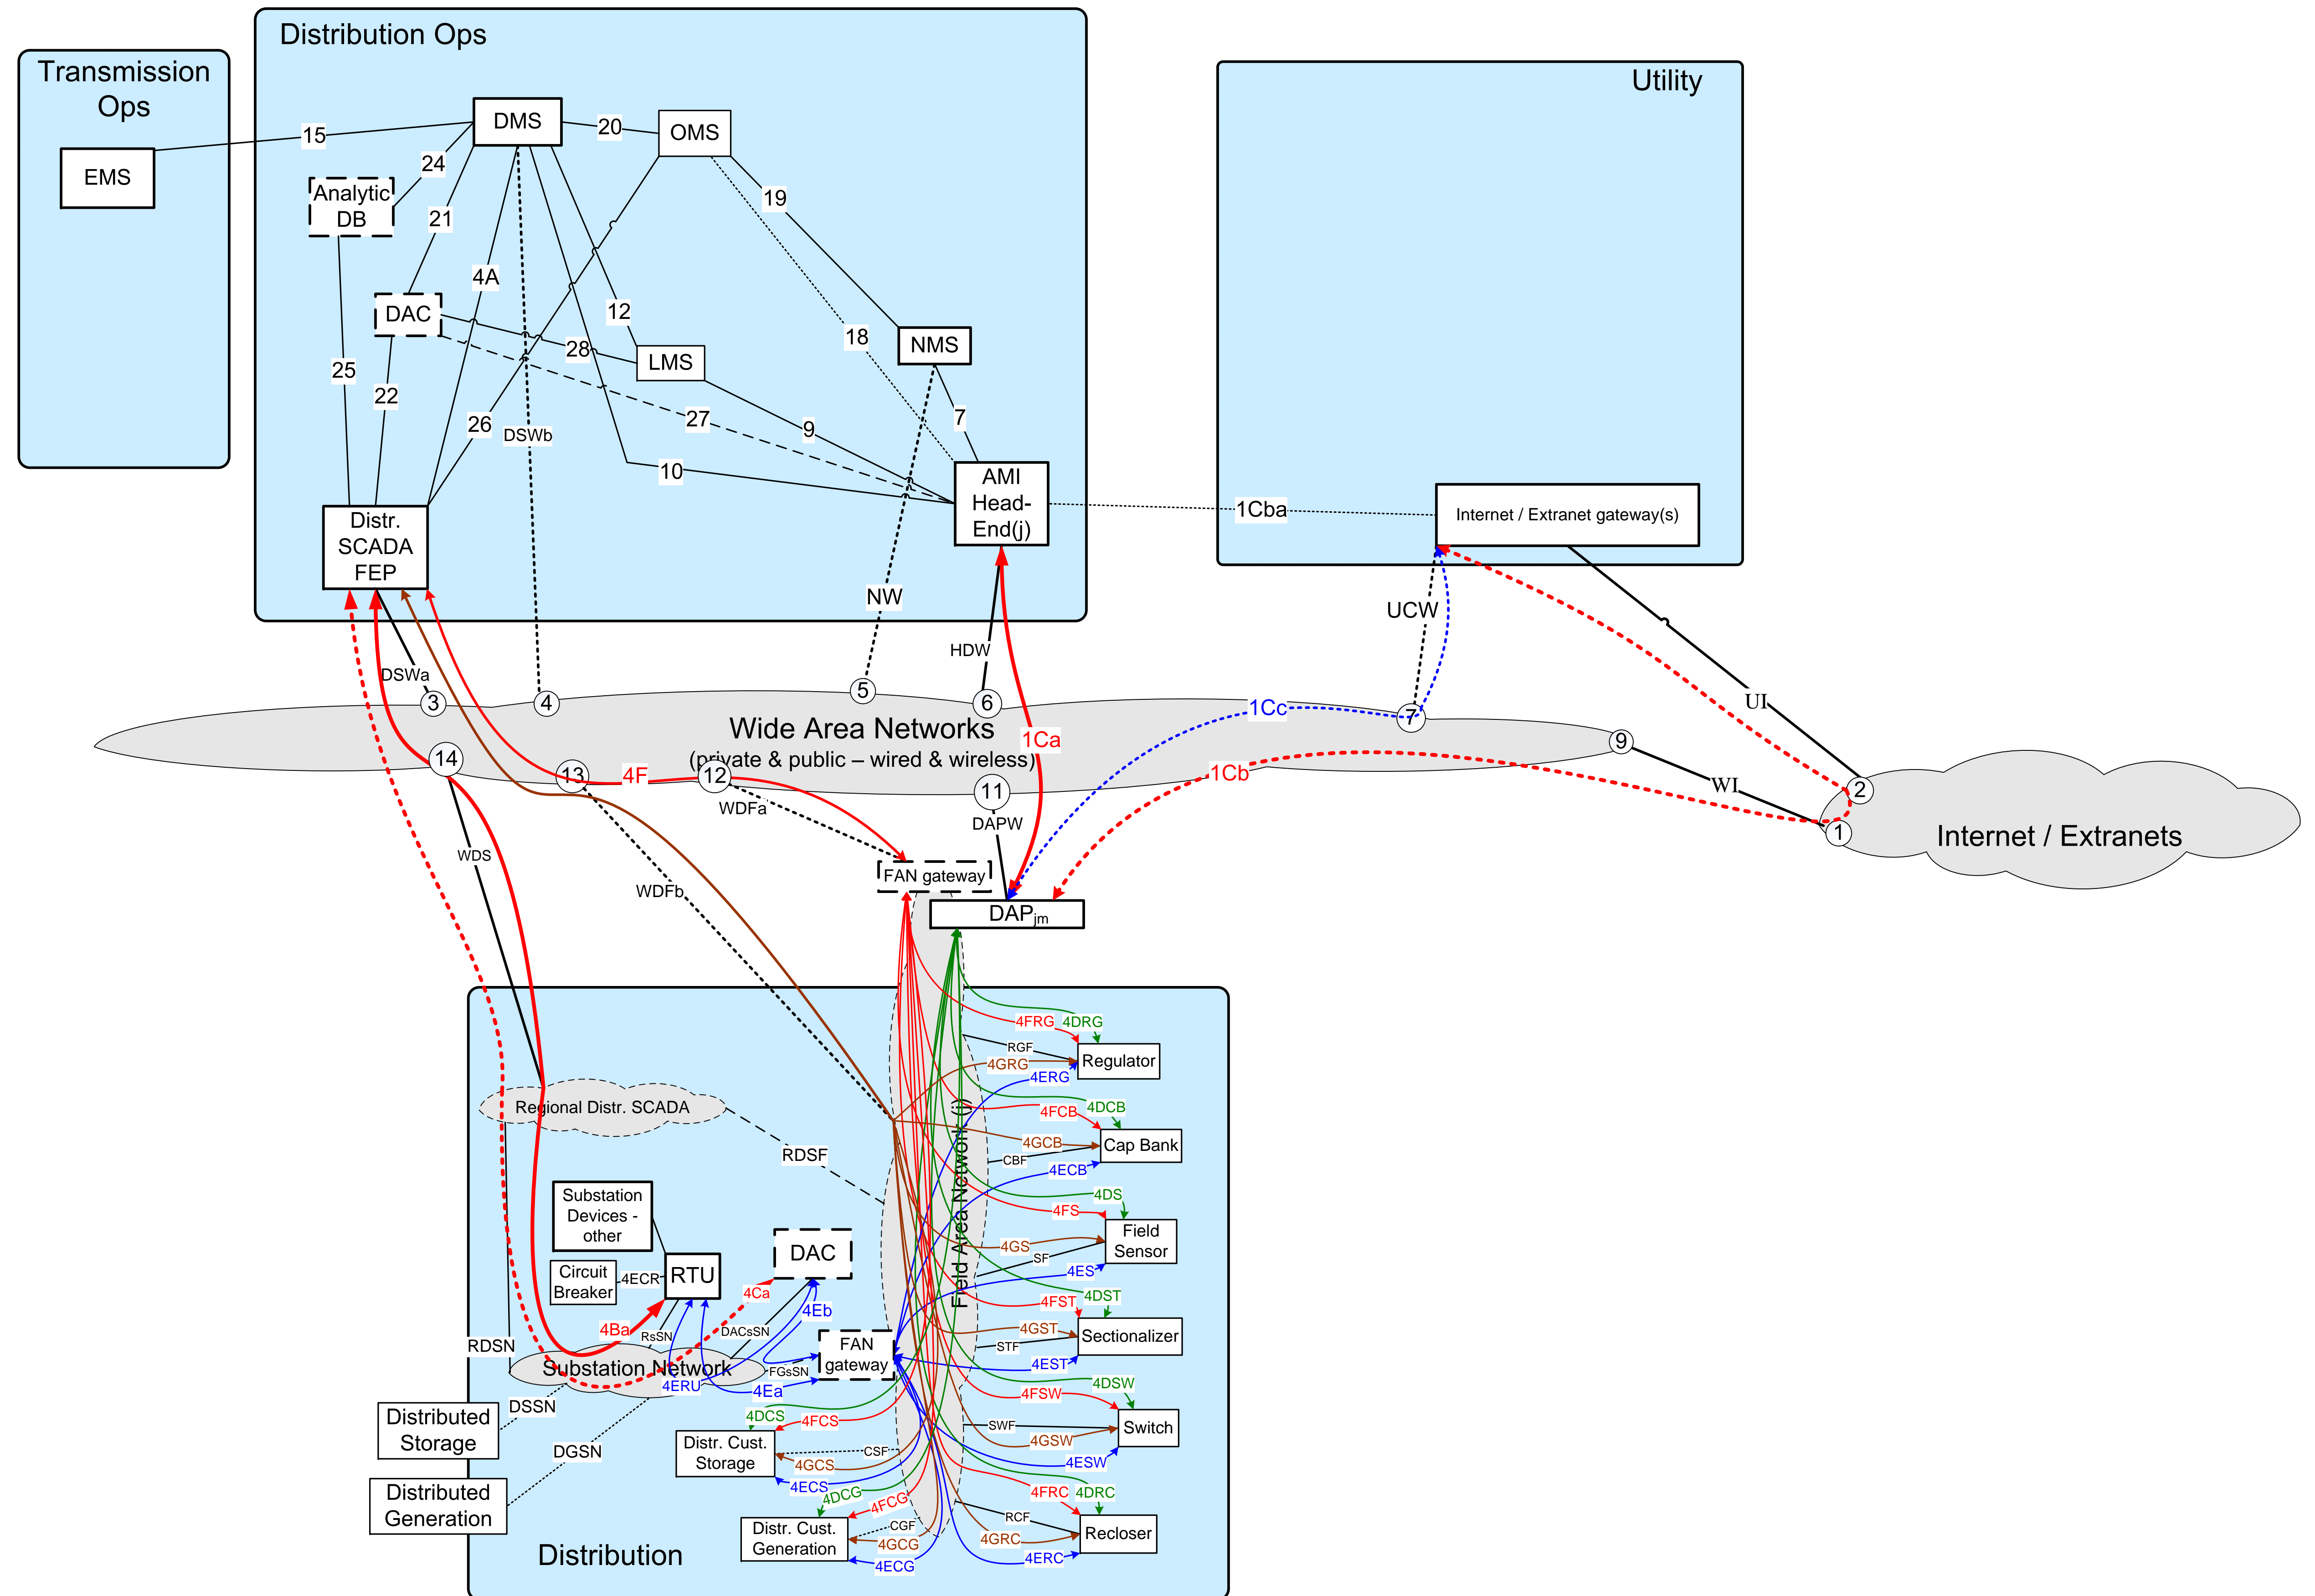 Distribution Ops
Transmission
Ops
Utility
DMS
20
OMS
15
24
EMS
Analytic
DB
19
21
4A
DAC
12
18
NMS
28
LMS
25
22
27
7
26
9
DSWb
10
AMI
Head-
End(j)
1Cba
Internet / Extranet gateway(s)
Distr.
SCADA
FEP
NW
UCW
HDW
DSWa
3
4
5
6
7
1Cc
UI
Wide Area Networks
(private & public – wired & wireless)
1Ca
9
14
13
4F
12
11
1Cb
WI
2
1
Internet / Extranets
WDFa
DAPW
WDS
WDFb
FAN gateway
DAPjm
4FRG
4DRG
RGF
4GRG
Regulator
4ERG
Regional Distr. SCADA
4FCB
4DCB
4GCB
Cap Bank
CBF
4ECB
RDSF
Field Area Network (j)
4DS
4FS
Substation
Devices -
other
Field
Sensor
4GS
SF
4ES
DAC
Circuit
Breaker
4ECR
RTU
4Ca
4DST
4FST
4Eb
4Ba
RsSN
DACsSN
4GST
Sectionalizer
STF
4EST
RDSN
FAN
gateway
Substation Network
FGsSN
4ERU
4Ea
4DSW
4FSW
DSSN
Distributed
Storage
4DCS
4FCS
SWF
Switch
4GSW
Distr. Cust.
Storage
CSF
DGSN
4GCS
4ESW
4ECS
4DCG
4FCG
4FRC
4DRC
Distributed
Generation
RCF
Distr. Cust.
Generation
CGF
4GCG
4GRC
Recloser
4ECG
4ERC
Distribution